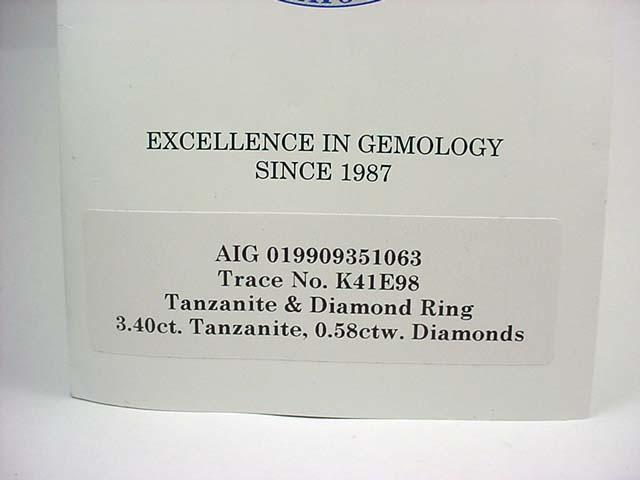 EXCELLENCE IN GEMOLOGY
SINCE 1987
AIG 019909351063
Trace No. K41E98
Tanzanite & Diamond Ring
3.40ct. Tanzanite, 0.58ctw. Diamonds